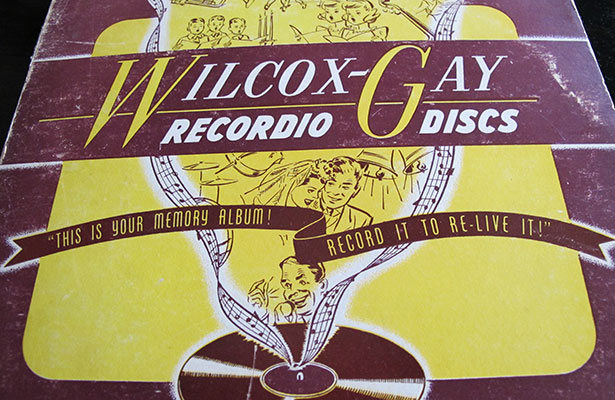 WILCOX-GAY
RECORDIO DISCS
"THIS IS YOUR MEMORY ALBUM!
RECORD IT TO RE-LIVE IT!"